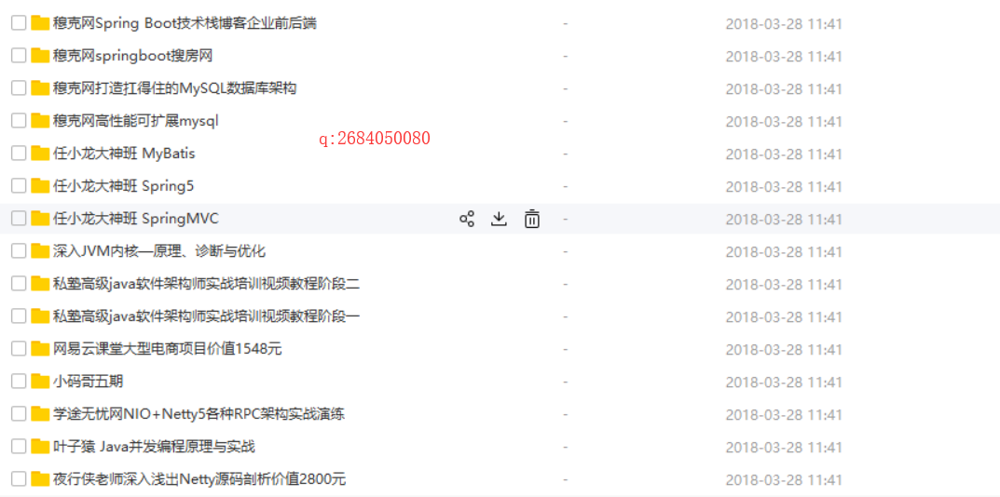 穆克网Spring Boot技术栈博客企业前后端 - 2018-03-28 11:41
穆克网springboot搜房网 - 2018-03-28 11:41
穆克网打造扛得住的MySQL数据库架构 - 2018-03-28 11:41
穆克网高性能可扩展mysql - 2018-03-28 11:41
q:2684050080
任小龙大神班 MyBatis - 2018-03-28 11:41
任小龙大神班 Spring5 - 2018-03-28 11:41
任小龙大神班 SpringMVC - 2018-03-28 11:41
深入JVM内核—原理、诊断与优化 - 2018-03-28 11:41
私塾高级java软件架构师实战培训视频教程阶段二 - 2018-03-28 11:41
私塾高级java软件架构师实战培训视频教程阶段一 - 2018-03-28 11:41
网易云课堂大型电商项目价值1548元 - 2018-03-28 11:41
小码哥五期 - 2018-03-28 11:41
学途无忧网NIO+Netty5各种RPC架构实战演练 - 2018-03-28 11:41
叶子猿 Java并发编程原理与实战 - 2018-03-28 11:41
夜行侠老师深入浅出Netty源码剖析价值2800元 - 2018-03-28 11:41